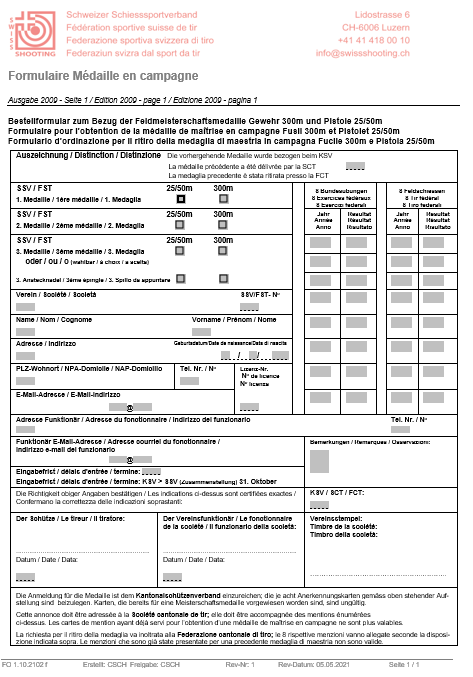 SWISS
SHOOTING
Schweizer Schiesssportverband
Fédération sportive suisse de tir
Federazione sportiva svizzera di tiro
Federaziun svizra dal sport da tir
Lidostrasse 6
CH-6006 Luzern
+41 41 418 00 10
info@swissshooting.ch
Formulaire Médaille en campagne
Ausgabe 2009 - Seite 1 / Edition 2009 - page 1 / Edizione 2009 - pagina 1
Bestellformular zum Bezug der Feldmeisterschaftsmedaille Gewehr 300m und Pistole 25/50m
Formulaire pour l'obtention de la médaille de maîtrise en campagne Fusil 300m et Pistolet 25/50m
Formulario d'ordinazione per il ritiro della medaglia di maestria in campagna Fucile 300m e Pistola 25/50m
Auszeichnung / Distinction / Distinzione
Die vorhergehende Medaille wurde bezogen beim KSV
La médaille précédente a été délivrée par la SCT
La medaglia precedente è stata ritirata presso la FCT
SSV / FST 25/50m 300m
1. Medaille / 1ère médaille / 1. Medaglia
SSV / FST 25/50m 300m
2. Medaille / 2ème médaille / 2. Medaglia
SSV / FST 25/50m 300m
3. Medaille / 3ème médaille / 3. Medaglia
oder / ou / o (wählbar / à choix / a scelta)
3. Anstecknadel / 3ème épingle / 3. Spillo da appuntare
8 Bundesübungen
8 Exercices fédéraux
8 Esercizi federali
Jahr Resultat
Année Résultat
Anno Risultato
8 Feldschiessen
8 Tir fédéral
8 Tiro federali
Jahr Resultat
Année Résultat
Anno Risultato
Verein / Société / Società
SSV/FST- Nº
Name / Nom / Cognome
Vorname / Prénom / Nome
Adresse / Indirizzo
Geburtsdatum/Date de naissance/Data di nascita
/ /
PLZ-Wohnort / NPA-Domicile / NAP-Domicilio
Tel. Nr. / Nº
Lizenz-Nr.
Nº de licence
Nº licenza
E-Mail-Adresse / E-Mail-Indirizzo
@
Adresse Funktionär / Adresse du fonctionnaire / Indirizzo del funzionario
Tel. Nr. / Nº
Funktionär E-Mail-Adresse / Adresse courriel du fonctionnaire /
Indirizzo e-mail del funzionario
@
Bemerkungen / Remarques / Osservazioni:
Eingabefrist / délais d'entrée / termine:
Eingabefrist / délais d'entrée / termine: KSV > SSV (Zusammenstellung) 31. Oktober
Die Richtigkeit obiger Angaben bestätigen / Les indications ci-dessus sont certifiées exactes /
Confermano la correttezza delle indicazioni soprastanti:
KSV / SCT / FCT:
Der Schütze / Le tireur / Il tiratore:
Datum / Date / Data:
Der Vereinsfunktionär / Le fonctionnaire
de la société / Il funzionario della società:
Datum / Date / Data:
Vereinsstempel:
Timbre de la société:
Timbro della società:
Die Anmeldung für die Medaille ist dem Kantonalschützenverband einzureichen; die je acht Anerkennungskarten gemäss oben stehender Auf-
stellung sind beizulegen. Karten, die bereits für eine Meisterschaftsmedaille vorgewiesen worden sind, sind ungültig.
Cette annonce doit être adressée à la Société cantonale de tir; elle doit être accompagnée des mentions énumérées
ci-dessus. Les cartes de mention ayant déjà servi pour l'obtention d'une médaille de maîtrise en campagne ne sont plus valables.
La richiesta per il ritiro della medaglia va inoltrata alla Federazione cantonale di tiro; le 8 rispettive menzioni vanno allegate secondo la disposi-
zione indicata sopra. Le menzioni che sono già state presentate per una precedente medaglia di maestria non sono valide.
FO 1.10.2102 f Erstellt: CSCH Freigabe: CSCH Rev-Nr: 1 Rev-Datum: 05.05.2021 Seite 1 / 1